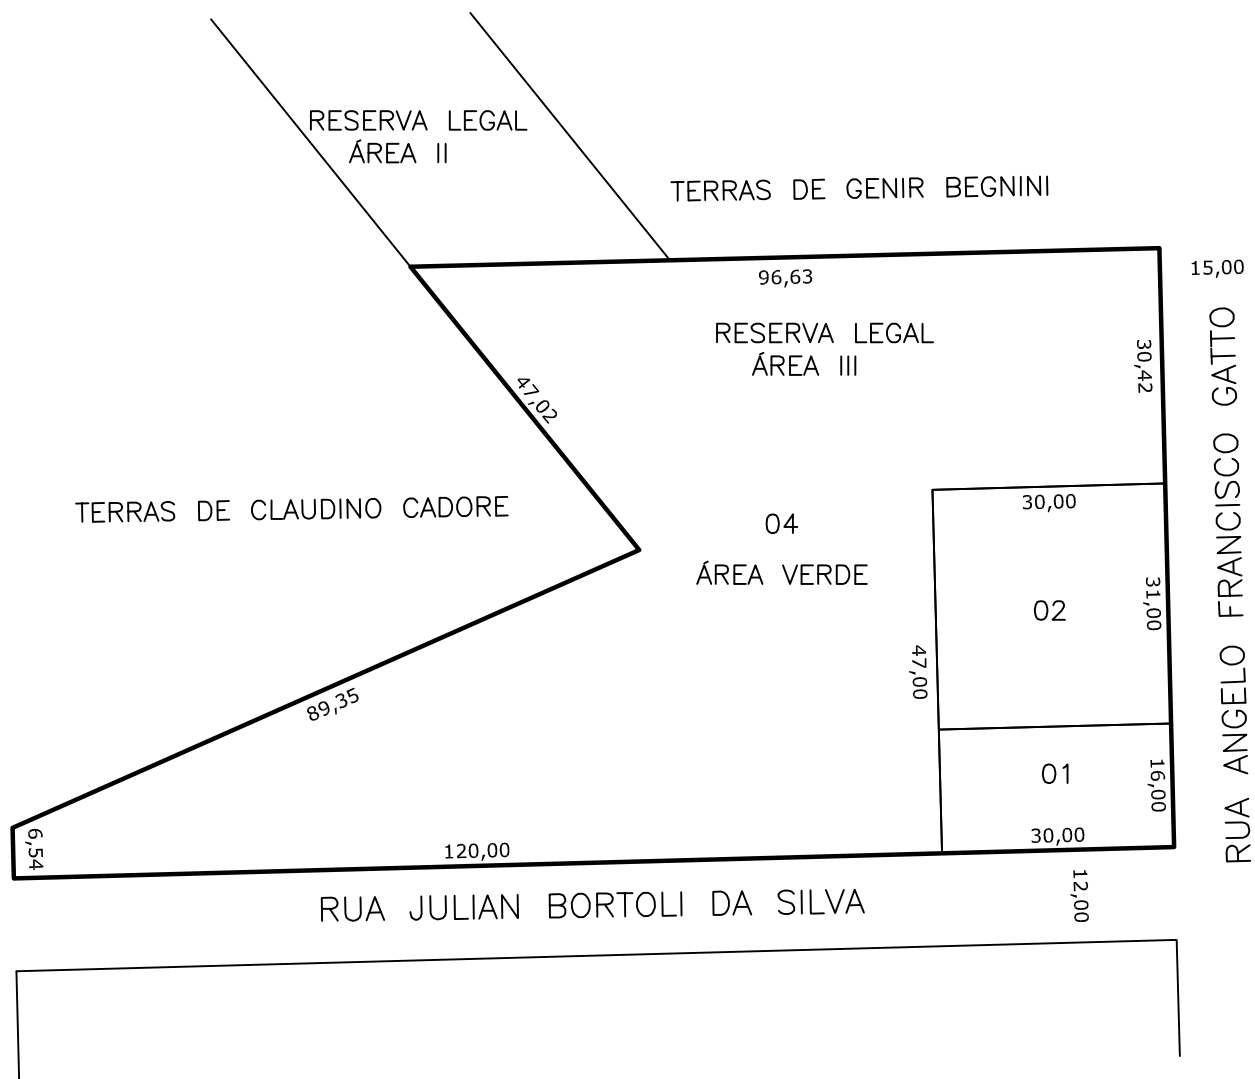 RESERVA LEGAL
ÁREA II
TERRAS DE GENIR BEGNINI
96,63
15,00
RESERVA LEGAL
ÁREA III
30,42
47,02
TERRAS DE CLAUDINO CADORE
04
ÁREA VERDE
30,00
02
31,00
47,00
RUA ANGELO FRANCISCO GATTO
89,35
01
16,00
6,54
120,00
30,00
RUA JULIAN BORTOLI DA SILVA
12,00